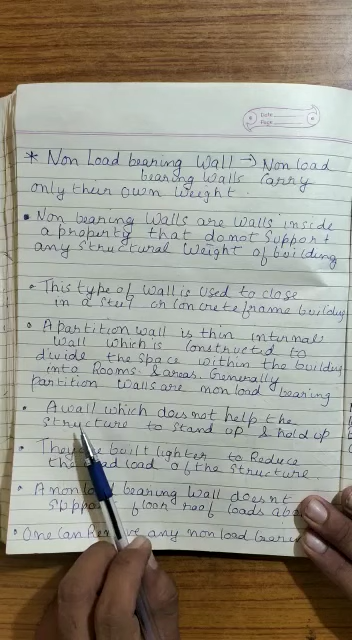 Date
Page
* Non Load bearing Wall → Non load
bearing walls carry
only their own weight.
• Non bearing walls are walls inside
a property that donot support
any structural weight of building
• This type of wall is used to close
in a steel or concrete frame building
• A partition wall is thin internal
wall which is constructed to
divide the space within the building
into Rooms & areas. Generally
partition walls are non load bearing
• A wall which does not help the
structure to stand up & hold up
• They are built lighter to Reduce
the dead load of the structure.
• A non load bearing wall doesnt
support floor roof loads
• One Can Remove any non load